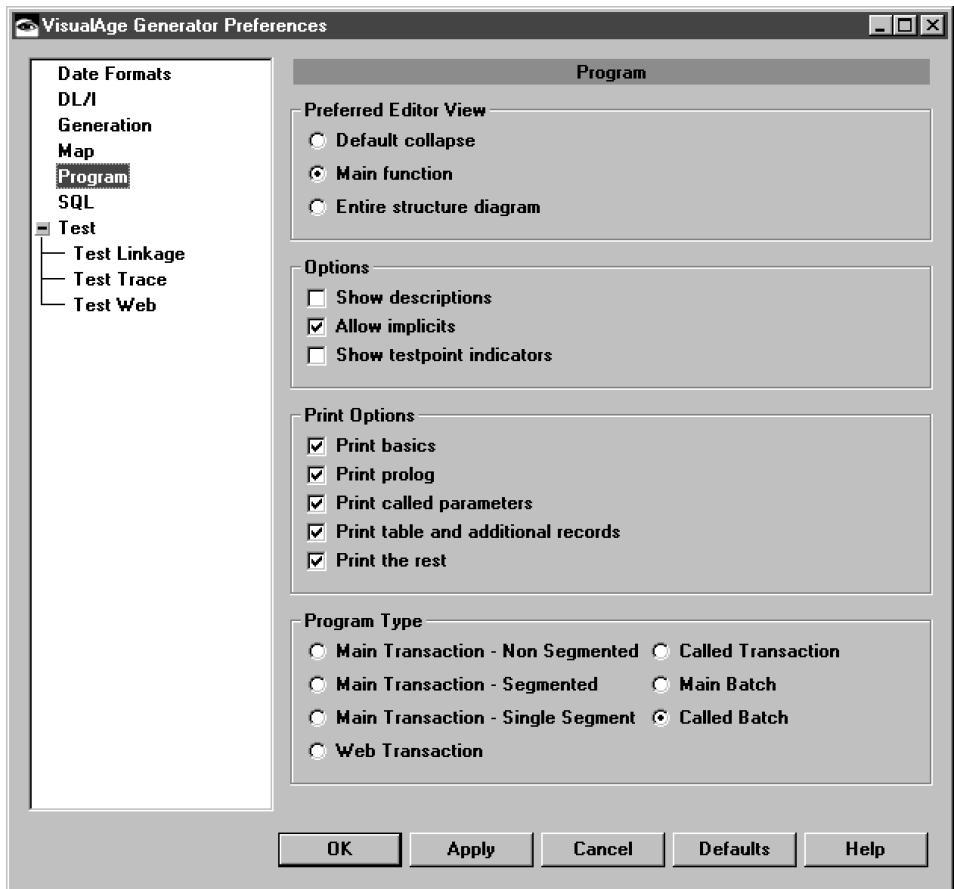 VisualAge Generator Preferences
Date Formats
DL/I
Generation
Map
Program
SQL
Test
Test Linkage
Test Trace
Test Web
Program
Preferred Editor View
Default collapse
Main function
Entire structure diagram
Options
Show descriptions
Allow implicits
Show testpoint indicators
Print Options
Print basics
Print prolog
Print called parameters
Print table and additional records
Print the rest
Program Type
Main Transaction - Non Segmented Called Transaction
Main Transaction - Segmented Main Batch
Main Transaction - Single Segment Called Batch
Web Transaction
OK Apply Cancel Defaults Help